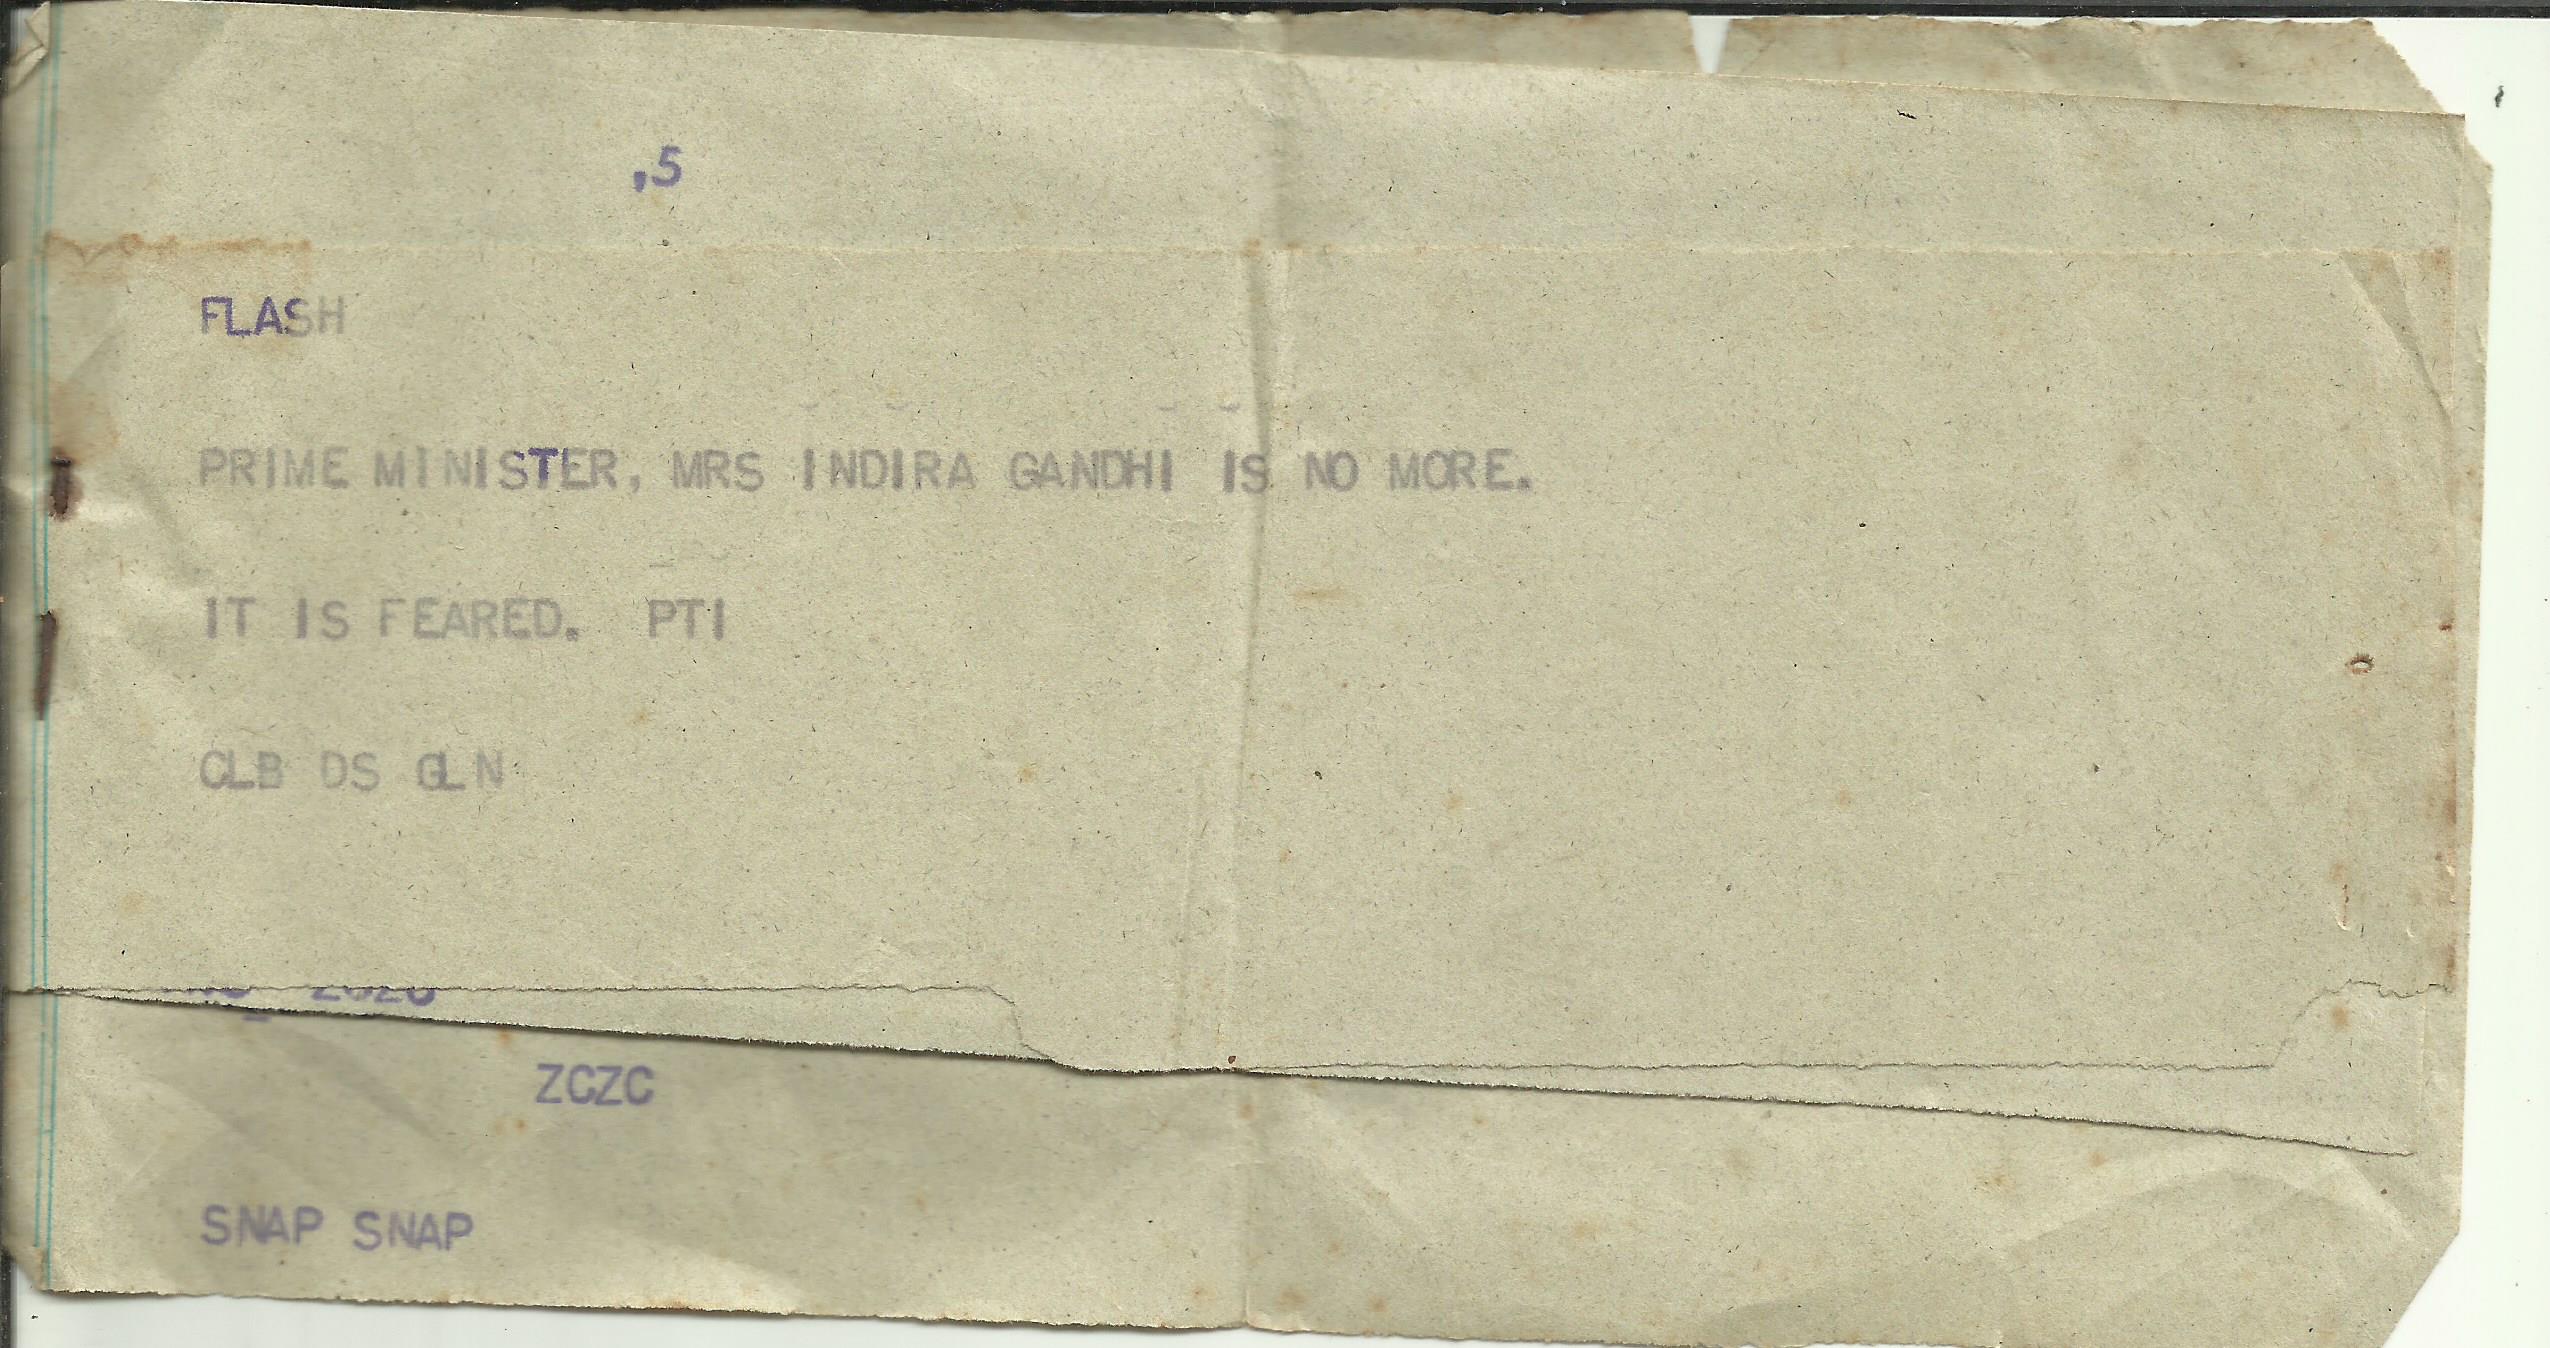 ,5
FLASH
PRIME MINISTER, MRS INDIRA GANDHI IS NO MORE.
IT IS FEARED. PTI
CLB DS GLN
ZCZC
SNAP SNAP